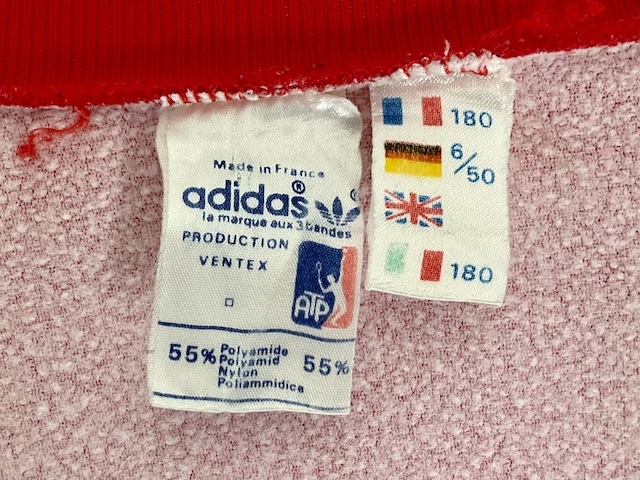 Made in France
adidas®
la marque aux 3 bandes
PRODUCTION
VENTEX
ATP
55% Polyamide 55%
Polyamid
Nylon
Poliammidica
180
6/50
180